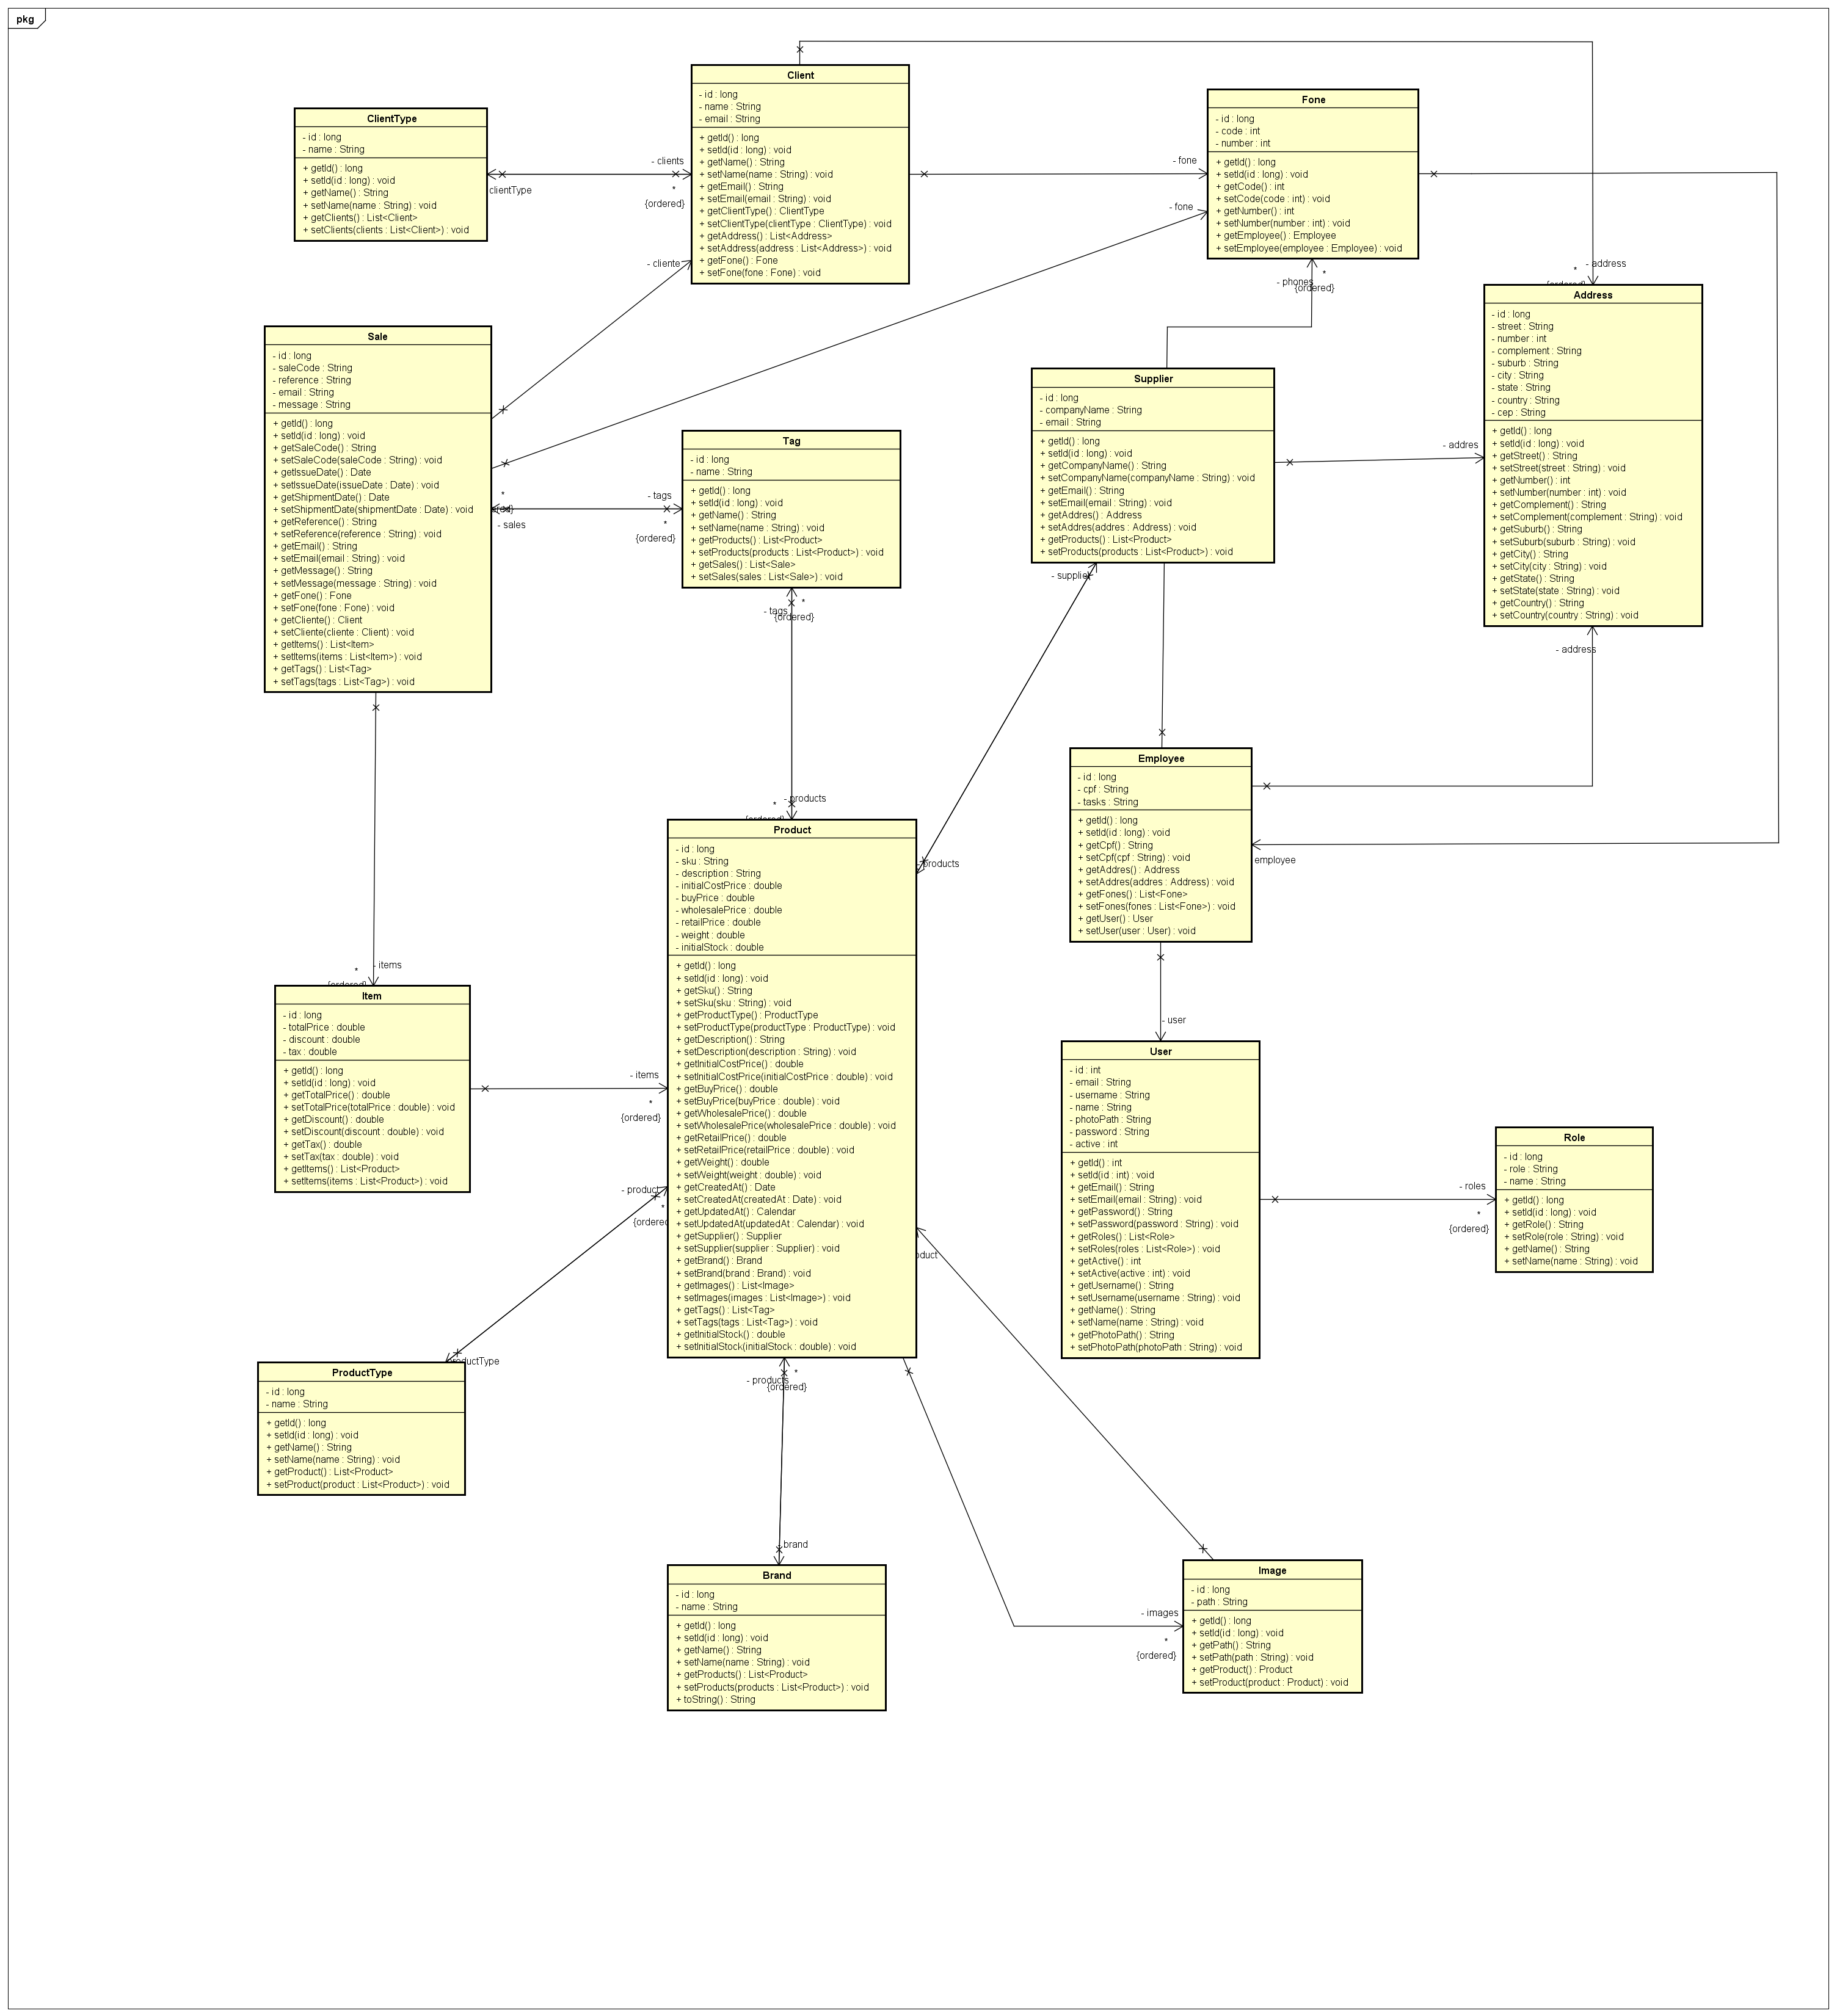 pkg
Client
- id : long
- name : String
- email : String
+ getId() : long
+ setId(id : long) : void
+ getName() : String
+ setName(name : String) : void
+ getEmail() : String
+ setEmail(email : String) : void
+ getClientType() : ClientType
+ setClientType(clientType : ClientType) : void
+ getAddress() : List<Address>
+ setAddress(address : List<Address>) : void
+ getFone() : Fone
+ setFone(fone : Fone) : void
ClientType
- id : long
- name : String
+ getId() : long
+ setId(id : long) : void
+ getName() : String
+ setName(name : String) : void
+ getClients() : List<Client>
+ setClients(clients : List<Client>) : void
- clients
*
{ordered}
clientType
Fone
- id : long
- code : int
- number : int
+ getId() : long
+ setId(id : long) : void
+ getCode() : int
+ setCode(code : int) : void
+ getNumber() : int
+ setNumber(number : int) : void
+ getEmployee() : Employee
+ setEmployee(employee : Employee) : void
- fone
- fone
- cliente
- phones
*
{ordered}
- address
*
{ordered}
Address
- id : long
- street : String
- number : int
- complement : String
- suburb : String
- city : String
- state : String
- country : String
- cep : String
+ getId() : long
+ setId(id : long) : void
+ getStreet() : String
+ setStreet(street : String) : void
+ getNumber() : int
+ setNumber(number : int) : void
+ getComplement() : String
+ setComplement(complement : String) : void
+ getSuburb() : String
+ setSuburb(suburb : String) : void
+ getCity() : String
+ setCity(city : String) : void
+ getState() : String
+ setState(state : String) : void
+ getCountry() : String
+ setCountry(country : String) : void
Sale
- id : long
- saleCode : String
- reference : String
- email : String
- message : String
+ getId() : long
+ setId(id : long) : void
+ getSaleCode() : String
+ setSaleCode(saleCode : String) : void
+ getIssueDate() : Date
+ setIssueDate(issueDate : Date) : void
+ getShipmentDate() : Date
+ setShipmentDate(shipmentDate : Date) : void
+ getReference() : String
+ setReference(reference : String) : void
+ getEmail() : String
+ setEmail(email : String) : void
+ getMessage() : String
+ setMessage(message : String) : void
+ getFone() : Fone
+ setFone(fone : Fone) : void
+ getCliente() : Client
+ setCliente(cliente : Client) : void
+ getItems() : List<Item>
+ setItems(items : List<Item>) : void
+ getTags() : List<Tag>
+ setTags(tags : List<Tag>) : void
*
- sales
- tags
*
{ordered}
Tag
- id : long
- name : String
+ getId() : long
+ setId(id : long) : void
+ getName() : String
+ setName(name : String) : void
+ getProducts() : List<Product>
+ setProducts(products : List<Product>) : void
+ getSales() : List<Sale>
+ setSales(sales : List<Sale>) : void
- tags
*
{ordered}
Supplier
- id : long
- companyName : String
- email : String
+ getId() : long
+ setId(id : long) : void
+ getCompanyName() : String
+ setCompanyName(companyName : String) : void
+ getEmail() : String
+ setEmail(email : String) : void
+ getAddres() : Address
+ setAddres(addres : Address) : void
+ getProducts() : List<Product>
+ setProducts(products : List<Product>) : void
- addres
- supplier
- address
Employee
- id : long
- cpf : String
- tasks : String
+ getId() : long
+ setId(id : long) : void
+ getCpf() : String
+ setCpf(cpf : String) : void
+ getAddres() : Address
+ setAddres(addres : Address) : void
+ getFones() : List<Fone>
+ setFones(fones : List<Fone>) : void
+ getUser() : User
+ setUser(user : User) : void
employee
- products
*
{ordered}
- products
Product
- id : long
- sku : String
- description : String
- initialCostPrice : double
- buyPrice : double
- wholesalePrice : double
- retailPrice : double
- weight : double
- initialStock : double
+ getId() : long
+ setId(id : long) : void
+ getSku() : String
+ setSku(sku : String) : void
+ getProductType() : ProductType
+ setProductType(productType : ProductType) : void
+ getDescription() : String
+ setDescription(description : String) : void
+ getInitialCostPrice() : double
+ setInitialCostPrice(initialCostPrice : double) : void
+ getBuyPrice() : double
+ setBuyPrice(buyPrice : double) : void
+ getWholesalePrice() : double
+ setWholesalePrice(wholesalePrice : double) : void
+ getRetailPrice() : double
+ setRetailPrice(retailPrice : double) : void
+ getWeight() : double
+ setWeight(weight : double) : void
+ getCreatedAt() : Date
+ setCreatedAt(createdAt : Date) : void
+ getUpdatedAt() : Calendar
+ setUpdatedAt(updatedAt : Calendar) : void
+ getSupplier() : Supplier
+ setSupplier(supplier : Supplier) : void
+ getBrand() : Brand
+ setBrand(brand : Brand) : void
+ getImages() : List<Image>
+ setImages(images : List<Image>) : void
+ getTags() : List<Tag>
+ setTags(tags : List<Tag>) : void
+ getInitialStock() : double
+ setInitialStock(initialStock : double) : void
- items
*
{ordered}
Item
- id : long
- totalPrice : double
- discount : double
- tax : double
+ getId() : long
+ setId(id : long) : void
+ getTotalPrice() : double
+ setTotalPrice(totalPrice : double) : void
+ getDiscount() : double
+ setDiscount(discount : double) : void
+ getTax() : double
+ setTax(tax : double) : void
+ getItems() : List<Product>
+ setItems(items : List<Product>) : void
- items
*
{ordered}
- product
*
{ordered
- user
User
- id : int
- email : String
- username : String
- name : String
- photoPath : String
- password : String
- active : int
+ getId() : int
+ setId(id : int) : void
+ getEmail() : String
+ setEmail(email : String) : void
+ getPassword() : String
+ setPassword(password : String) : void
+ getRoles() : List<Role>
+ setRoles(roles : List<Role>) : void
+ getActive() : int
+ setActive(active : int) : void
+ getUsername() : String
+ setUsername(username : String) : void
+ getName() : String
+ setName(name : String) : void
+ getPhotoPath() : String
+ setPhotoPath(photoPath : String) : void
- roles
*
{ordered}
Role
- id : long
- role : String
- name : String
+ getId() : long
+ setId(id : long) : void
+ getRole() : String
+ setRole(role : String) : void
+ getName() : String
+ setName(name : String) : void
oduct
roductType
ProductType
- id : long
- name : String
+ getId() : long
+ setId(id : long) : void
+ getName() : String
+ setName(name : String) : void
+ getProduct() : List<Product>
+ setProduct(product : List<Product>) : void
- products
*
{ordered}
brand
Brand
- id : long
- name : String
+ getId() : long
+ setId(id : long) : void
+ getName() : String
+ setName(name : String) : void
+ getProducts() : List<Product>
+ setProducts(products : List<Product>) : void
+ toString() : String
- images
*
{ordered}
Image
- id : long
- path : String
+ getId() : long
+ setId(id : long) : void
+ getPath() : String
+ setPath(path : String) : void
+ getProduct() : Product
+ setProduct(product : Product) : void